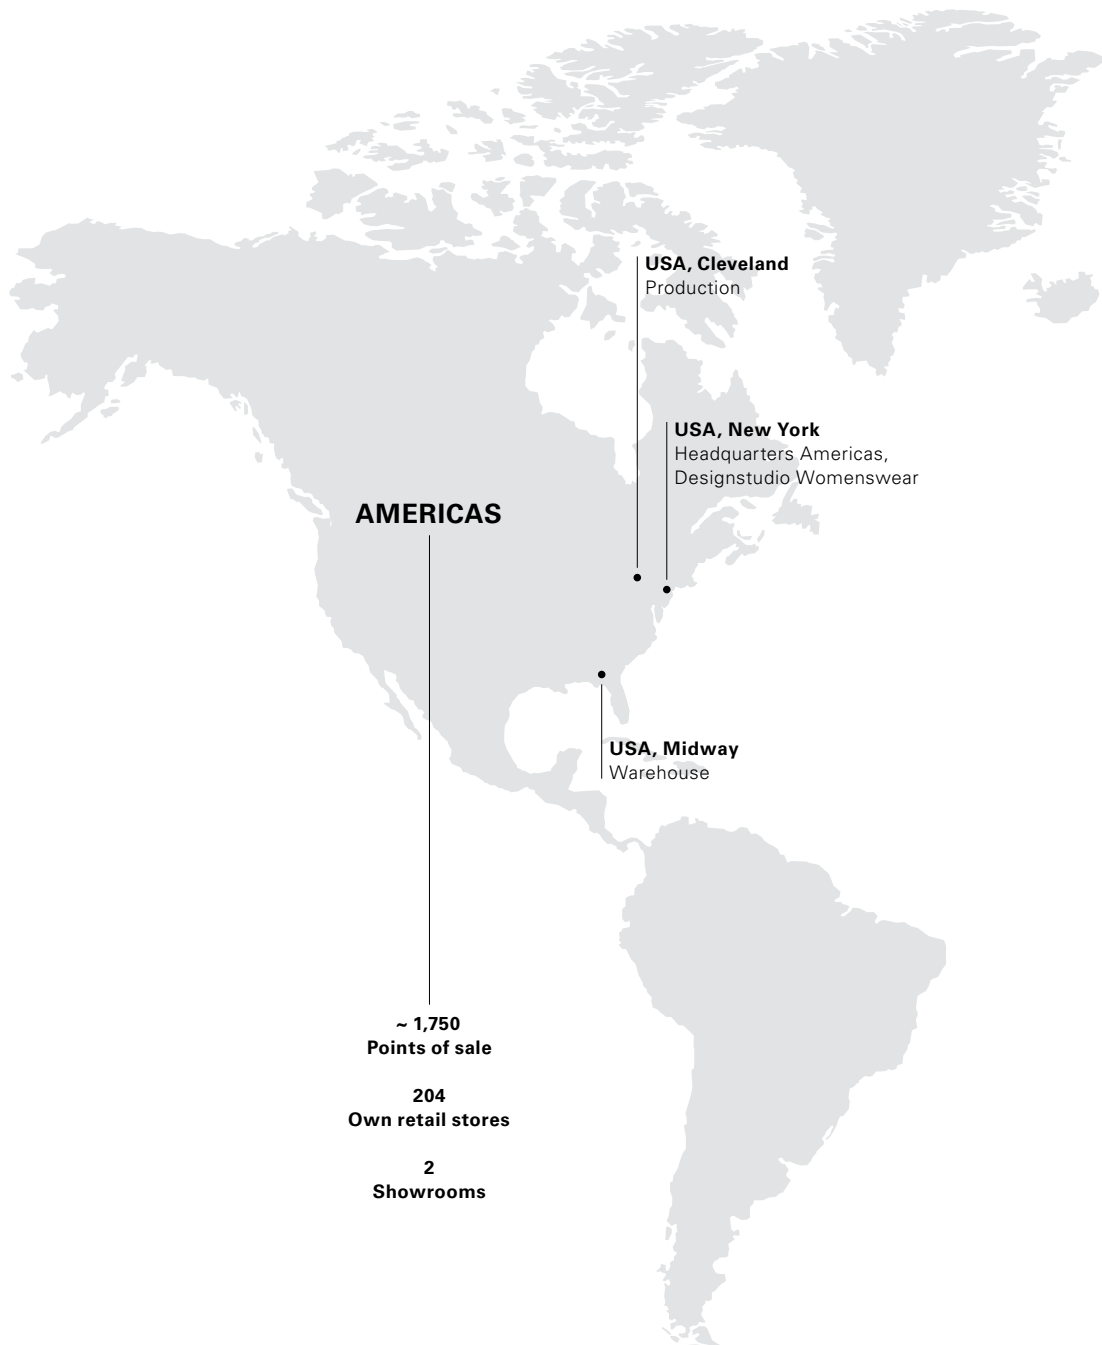 USA, Cleveland
Production
USA, New York
Headquarters Americas,
Designstudio Womenswear
AMERICAS
USA, Midway
Warehouse
~ 1,750
Points of sale
204
Own retail stores
2
Showrooms